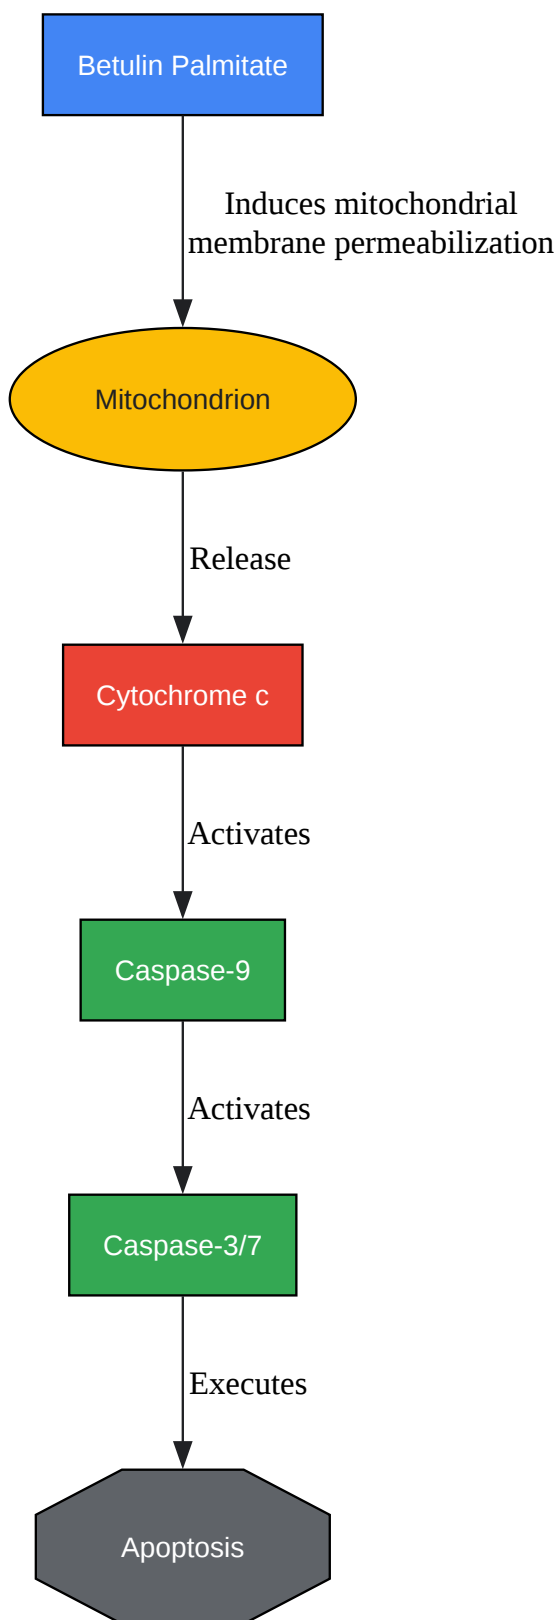 Betulin Palmitate
Induces mitochondrial
membrane permeabilization
Mitochondrion
Release
Cytochrome c
Activates
Caspase-9
Activates
Caspase-3/7
Executes
Apoptosis